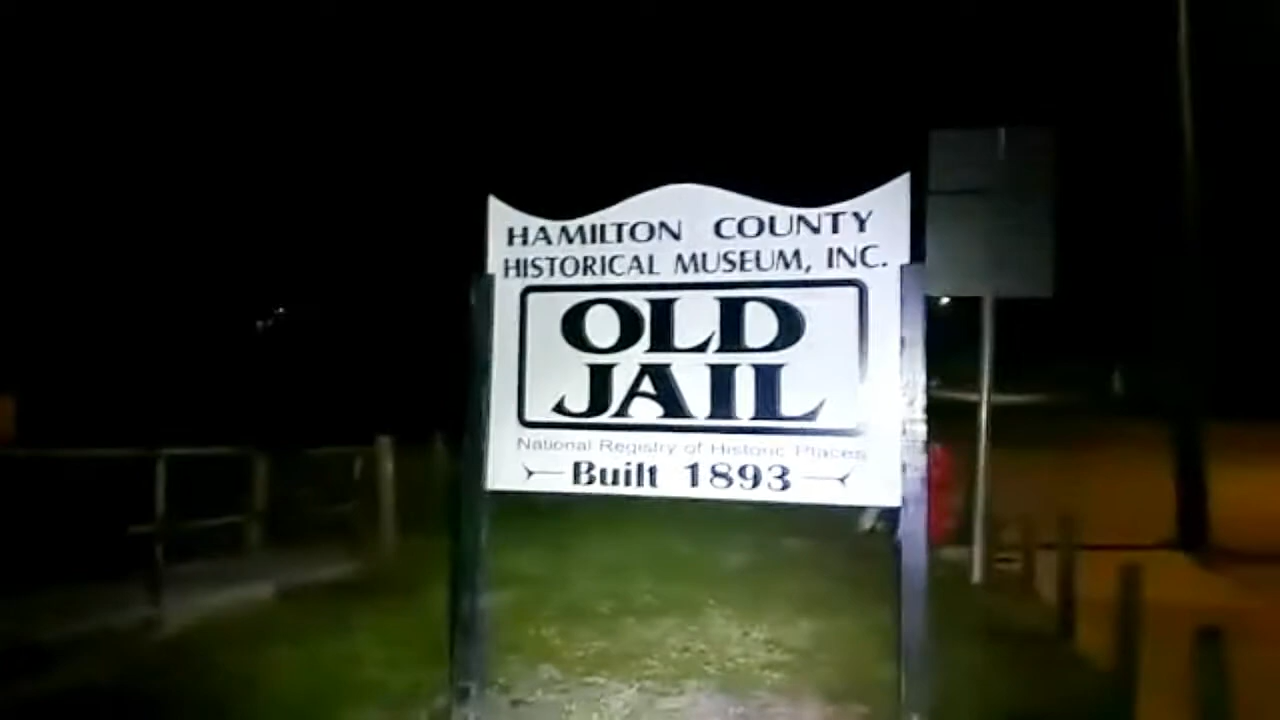 HAMILTON COUNTY
HISTORICAL MUSEUM, INC.
OLD
JAIL
National Registry of Historic Places
Built 1893